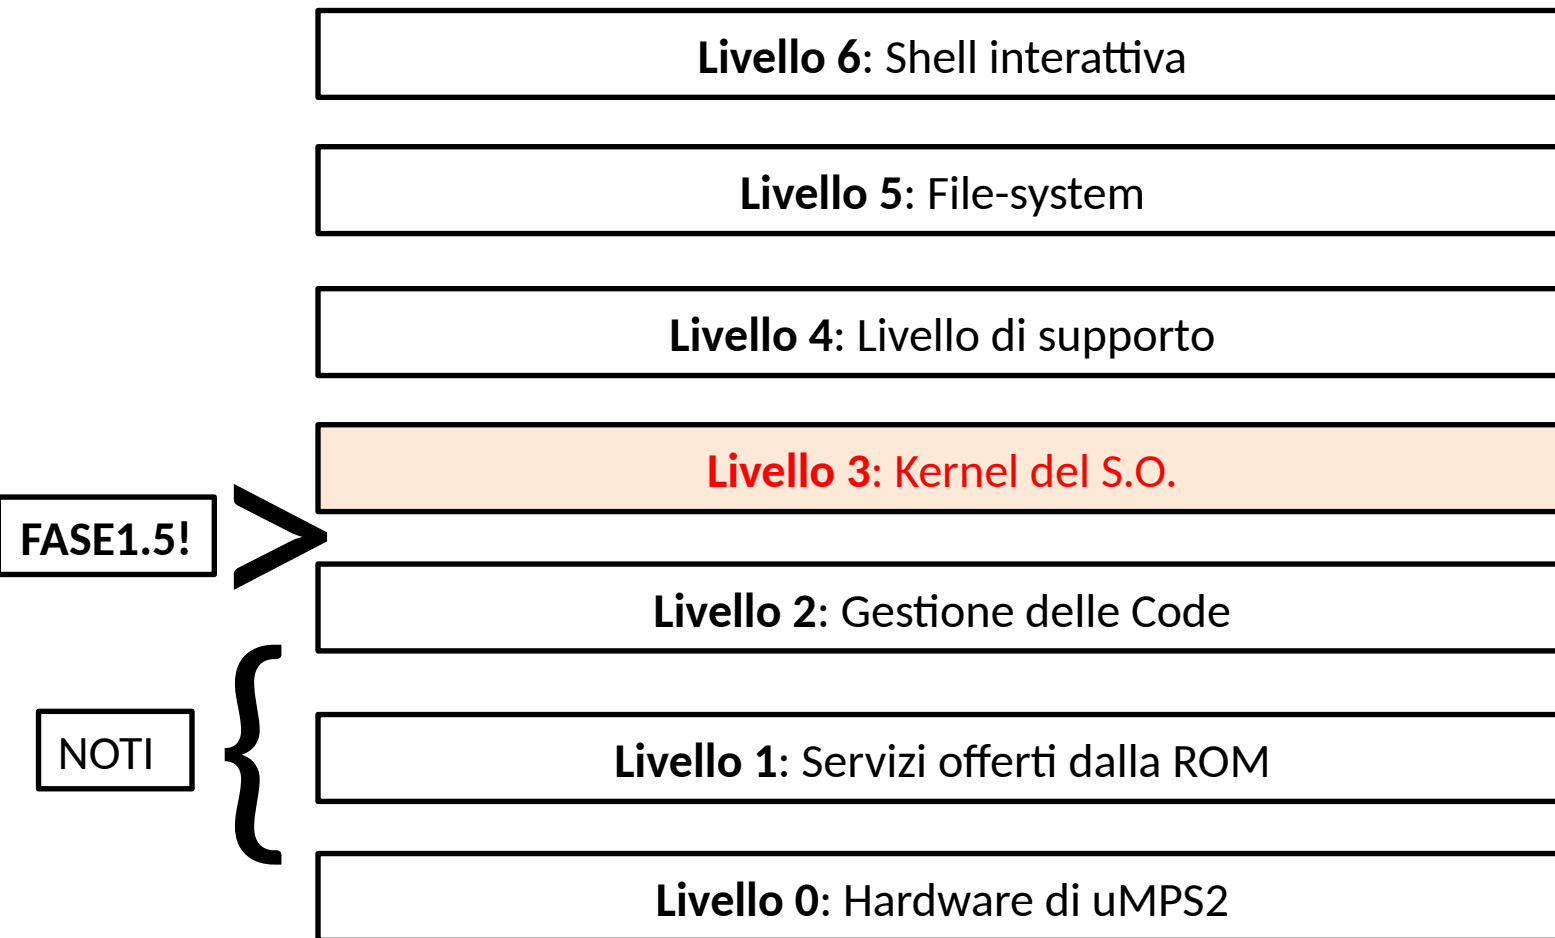 Livello 6: Shell interattiva
Livello 5: File-system
Livello 4: Livello di supporto
Livello 3: Kernel del S.O.
FASE1.5!
>
Livello 2: Gestione delle Code
NOTI
{
Livello 1: Servizi offerti dalla ROM
Livello 0: Hardware di uMPS2